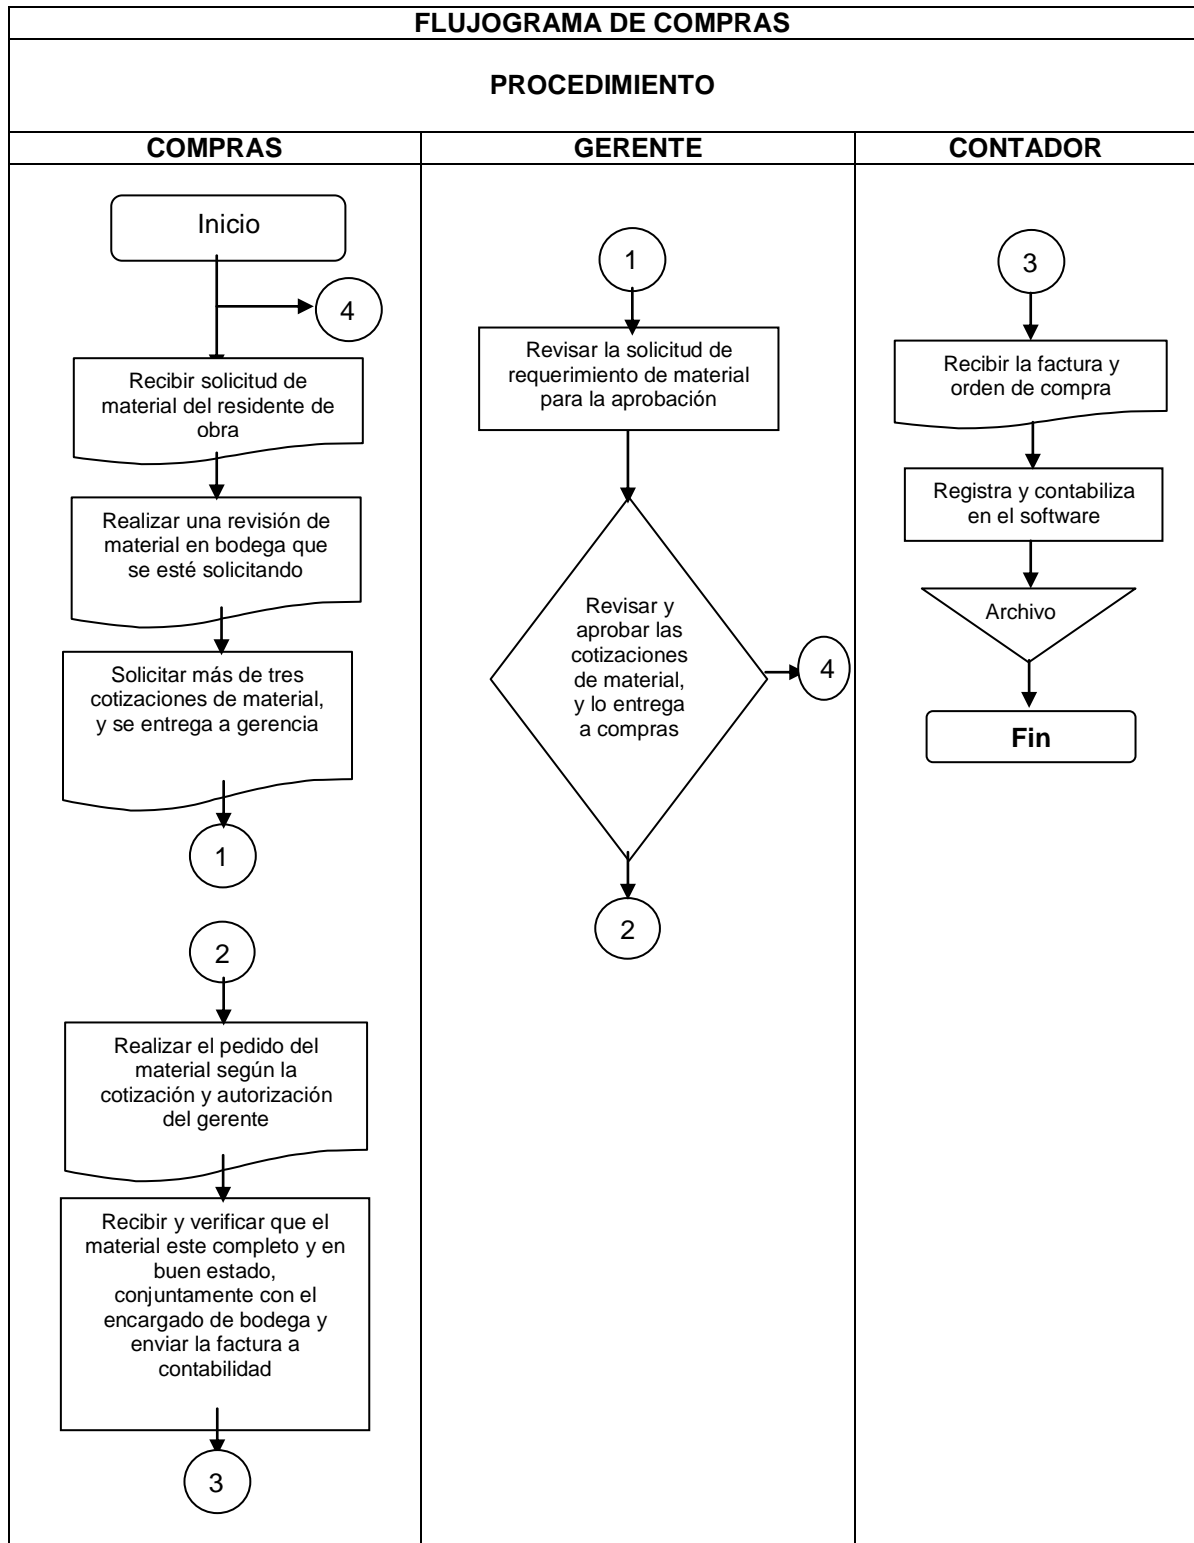 FLUJOGRAMA DE COMPRAS
PROCEDIMIENTO
COMPRAS
GERENTE
CONTADOR
Inicio
4
Recibir solicitud de
material del residente de
obra
Realizar una revisión de
material en bodega que
se esté solicitando
Solicitar más de tres
cotizaciones de material,
y se entrega a gerencia
1
2
Realizar el pedido del
material según la
cotización y autorización
del gerente
Recibir y verificar que el
material este completo y en
buen estado,
conjuntamente con el
encargado de bodega y
enviar la factura a
contabilidad
3
1
Revisar la solicitud de
requerimiento de material
para la aprobación
Revisar y
aprobar las
cotizaciones
de material,
y lo entrega
a compras
4
2
3
Recibir la factura y
orden de compra
Registra y contabiliza
en el software
Archivo
Fin